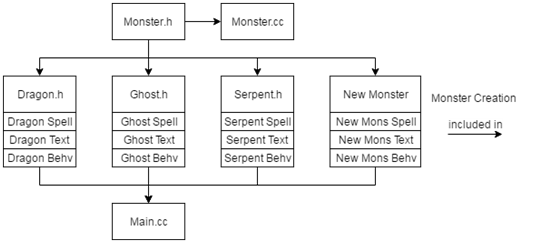 Monster.h
Monster.cc
Dragon.h
Dragon Spell
Dragon Text
Dragon Behv
Ghost.h
Ghost Spell
Ghost Text
Ghost Behv
Serpent.h
Serpent Spell
Serpent Text
Serpent Behv
New Monster
New Mons Spell
New Mons Text
New Mons Behv
Monster Creation
included in
Main.cc